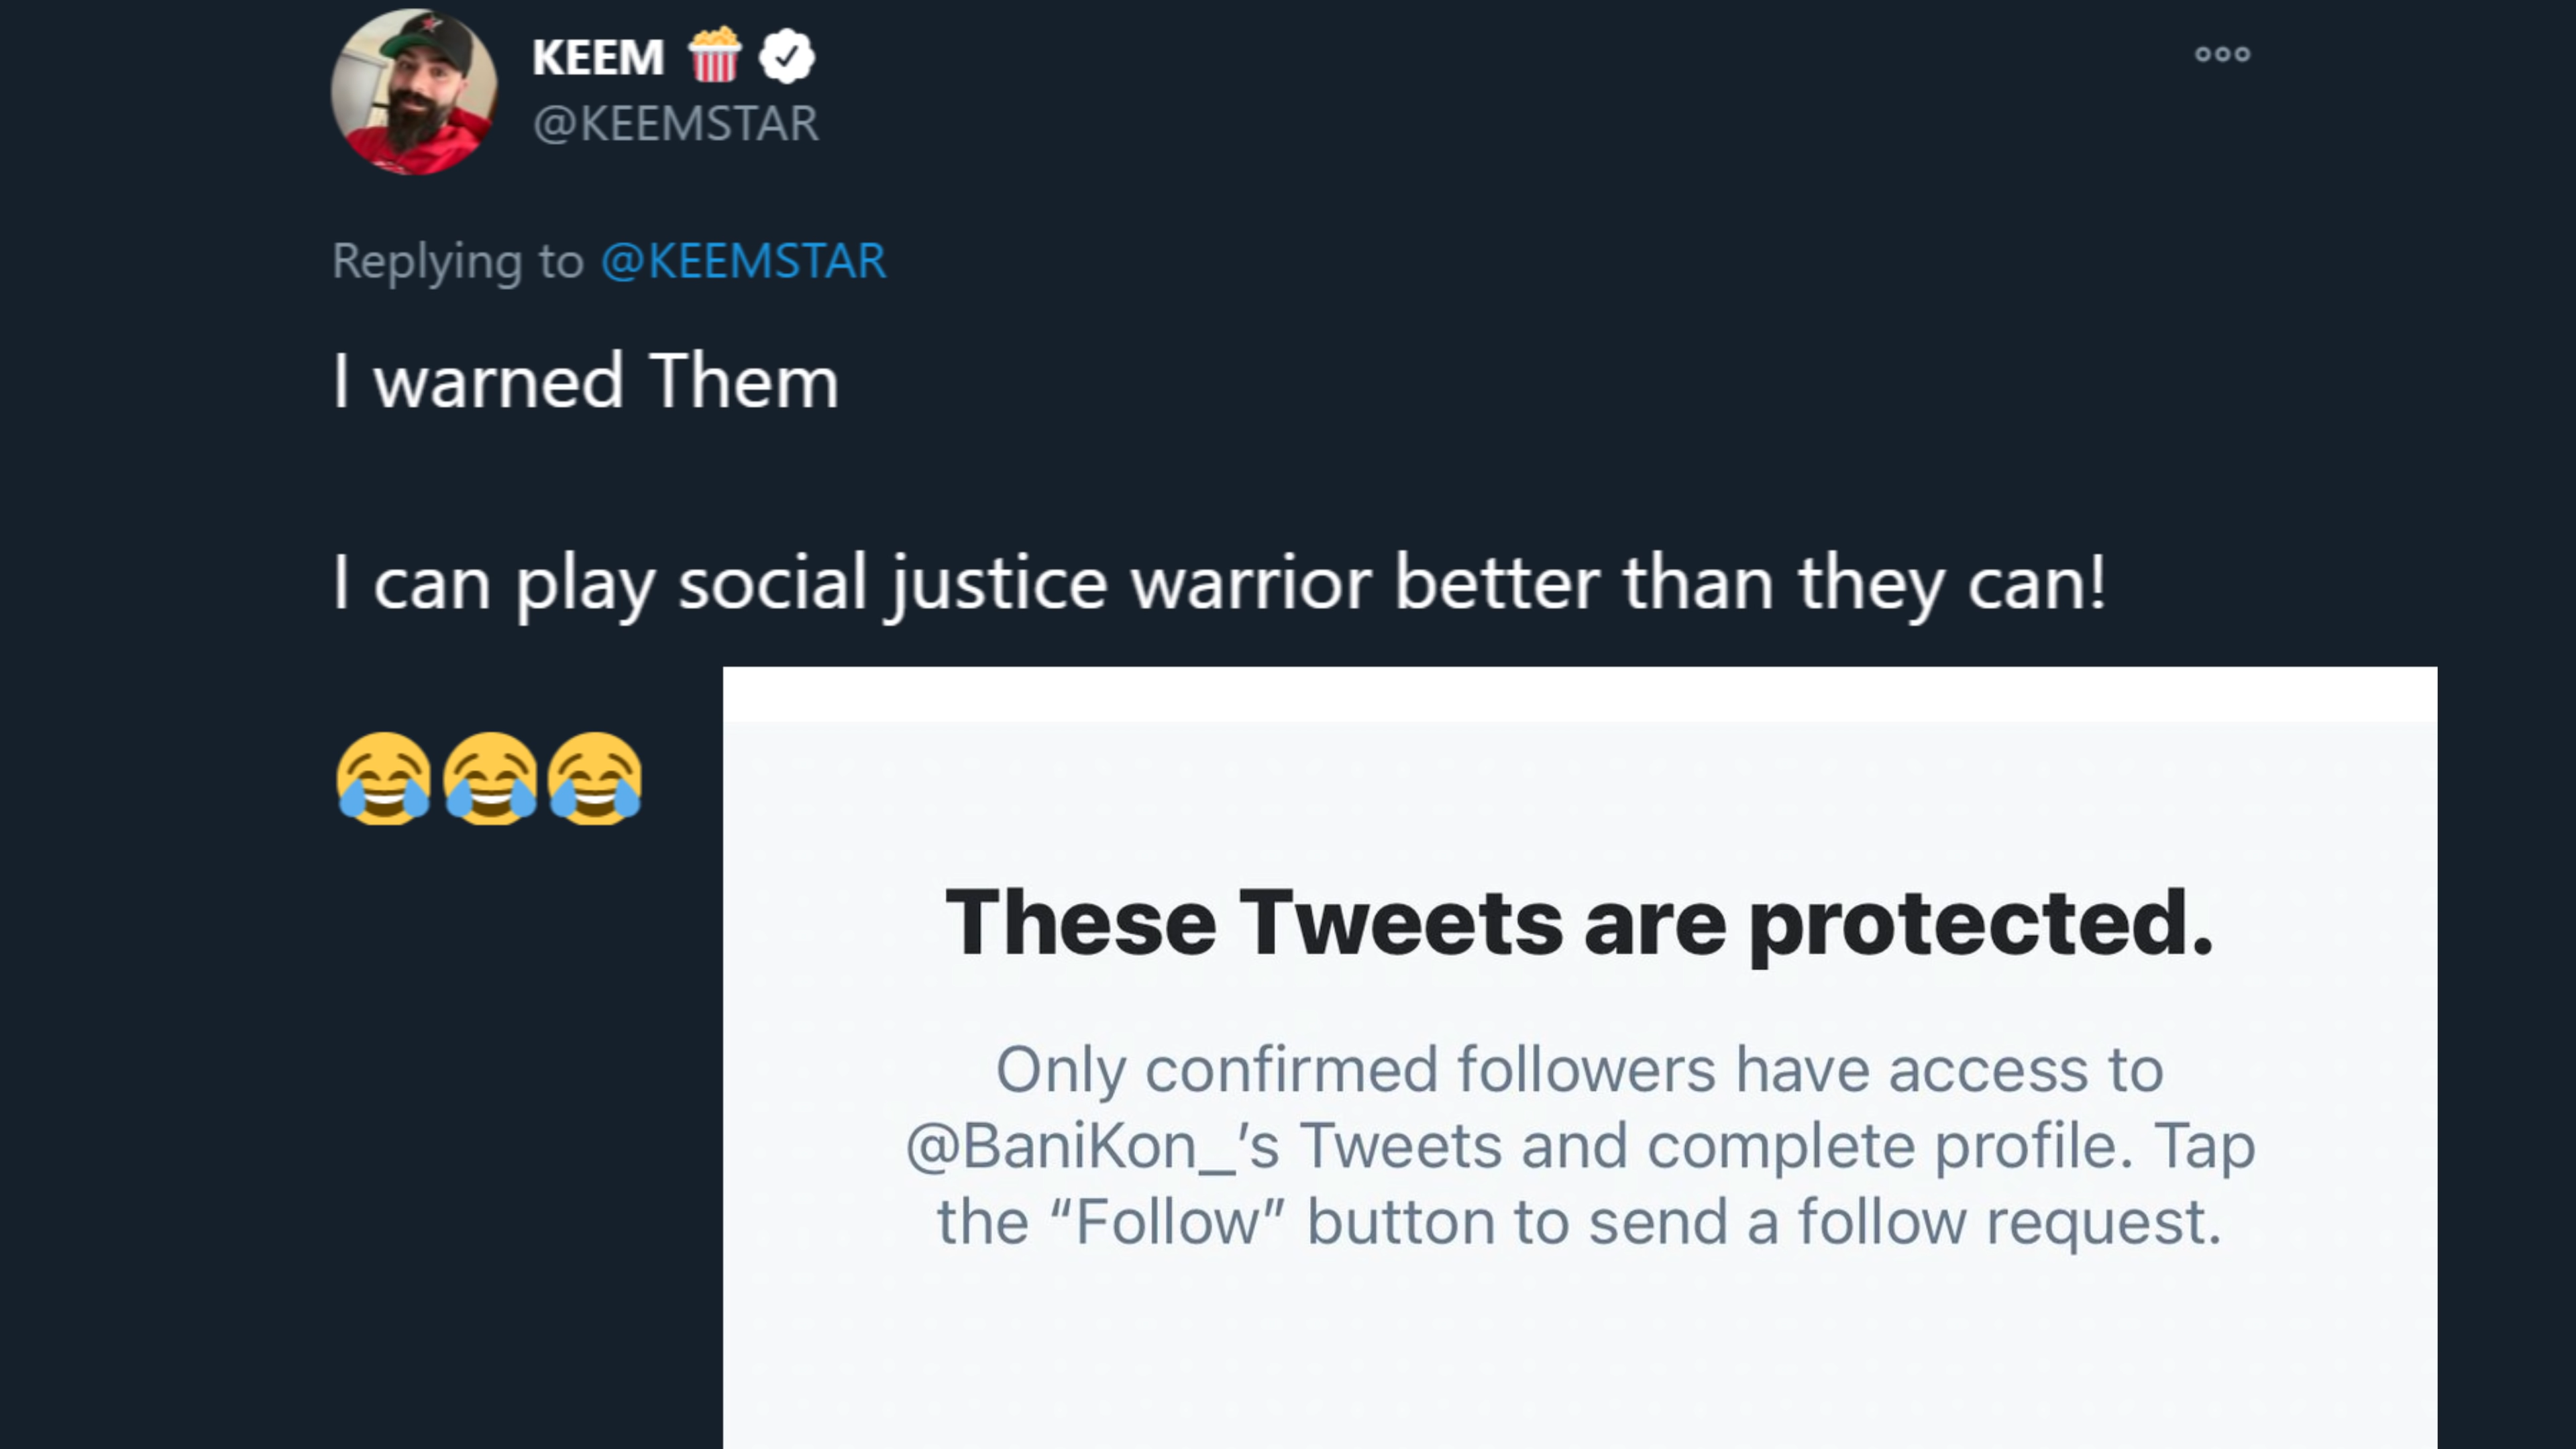 KEEM 🍿
@KEEMSTAR
Replying to @KEEMSTAR
I warned Them
I can play social justice warrior better than they can!
😂😂😂
These Tweets are protected.
Only confirmed followers have access to
@BaniKon_’s Tweets and complete profile. Tap
the “Follow” button to send a follow request.